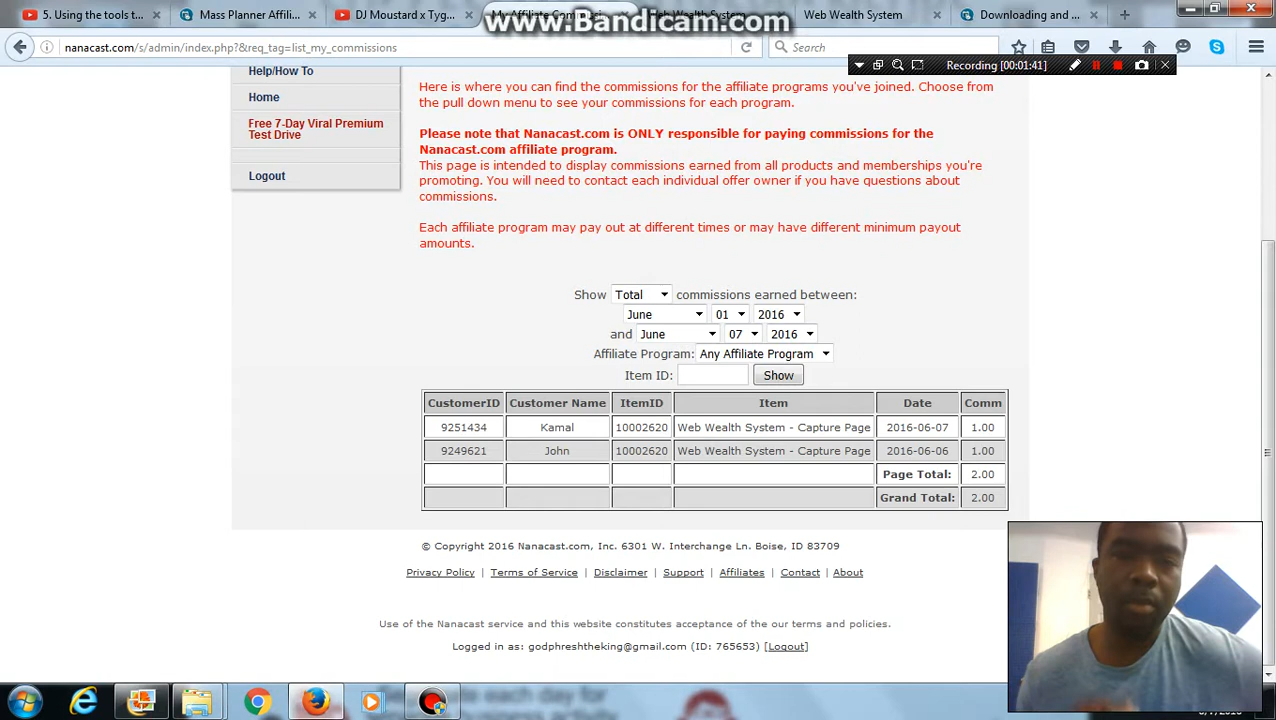 5. Using the tools t...
Mass Planner Affili...
DJ Moustard x Tyg...
My Affiliate Commissi...
Web Wealth System
Web Wealth System
Downloading and ...
www.Bandicam.com
nanacast.com/s/admin/index.php?&req_tag=list_my_commissions
Search
Recording [00:01:41]
Help/How To
Home
Free 7-Day Viral Premium
Test Drive
Logout
Here is where you can find the commissions for the affiliate programs you've joined. Choose from
the pull down menu to see your commissions for each program.
Please note that Nanacast.com is ONLY responsible for paying commissions for the
Nanacast.com affiliate program.
This page is intended to display commissions earned from all products and memberships you're
promoting. You will need to contact each individual offer owner if you have questions about
commissions.
Each affiliate program may pay out at different times or may have different minimum payout
amounts.
Show Total commissions earned between:
June 01 2016
and June 07 2016
Affiliate Program: Any Affiliate Program
Item ID: Show
CustomerID Customer Name ItemID Item Date Comm
9251434 Kamal 10002620 Web Wealth System - Capture Page 2016-06-07 1.00
9249621 John 10002620 Web Wealth System - Capture Page 2016-06-06 1.00
Page Total: 2.00
Grand Total: 2.00
© Copyright 2016 Nanacast.com, Inc. 6301 W. Interchange Ln. Boise, ID 83709
Privacy Policy | Terms of Service | Disclaimer | Support | Affiliates | Contact | About
Use of the Nanacast service and this website constitutes acceptance of the our terms and policies.
Logged in as: godphreshtheking@gmail.com (ID: 765653) [Logout]